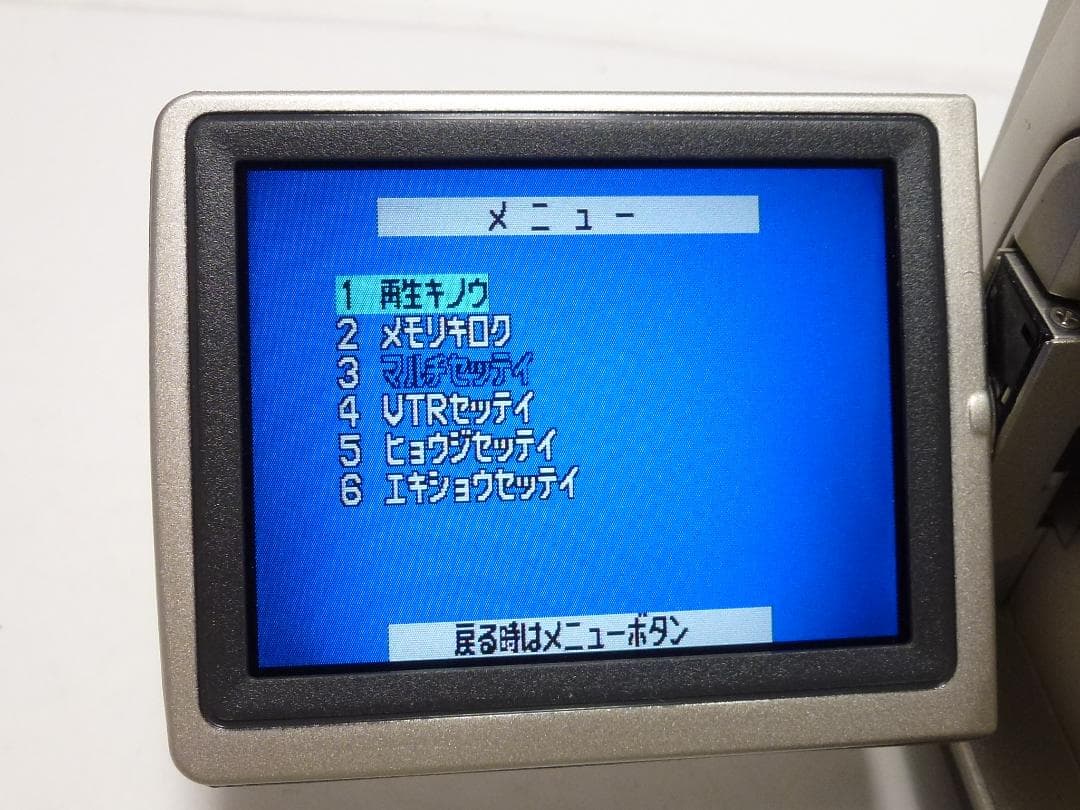 メニュー
1 再生キノウ
2 メモリキロク
3 マルチセッテイ
4 VTRセッテイ
5 ヒョウジセッテイ
6 エキショウセッテイ
戻る時はメニューボタン